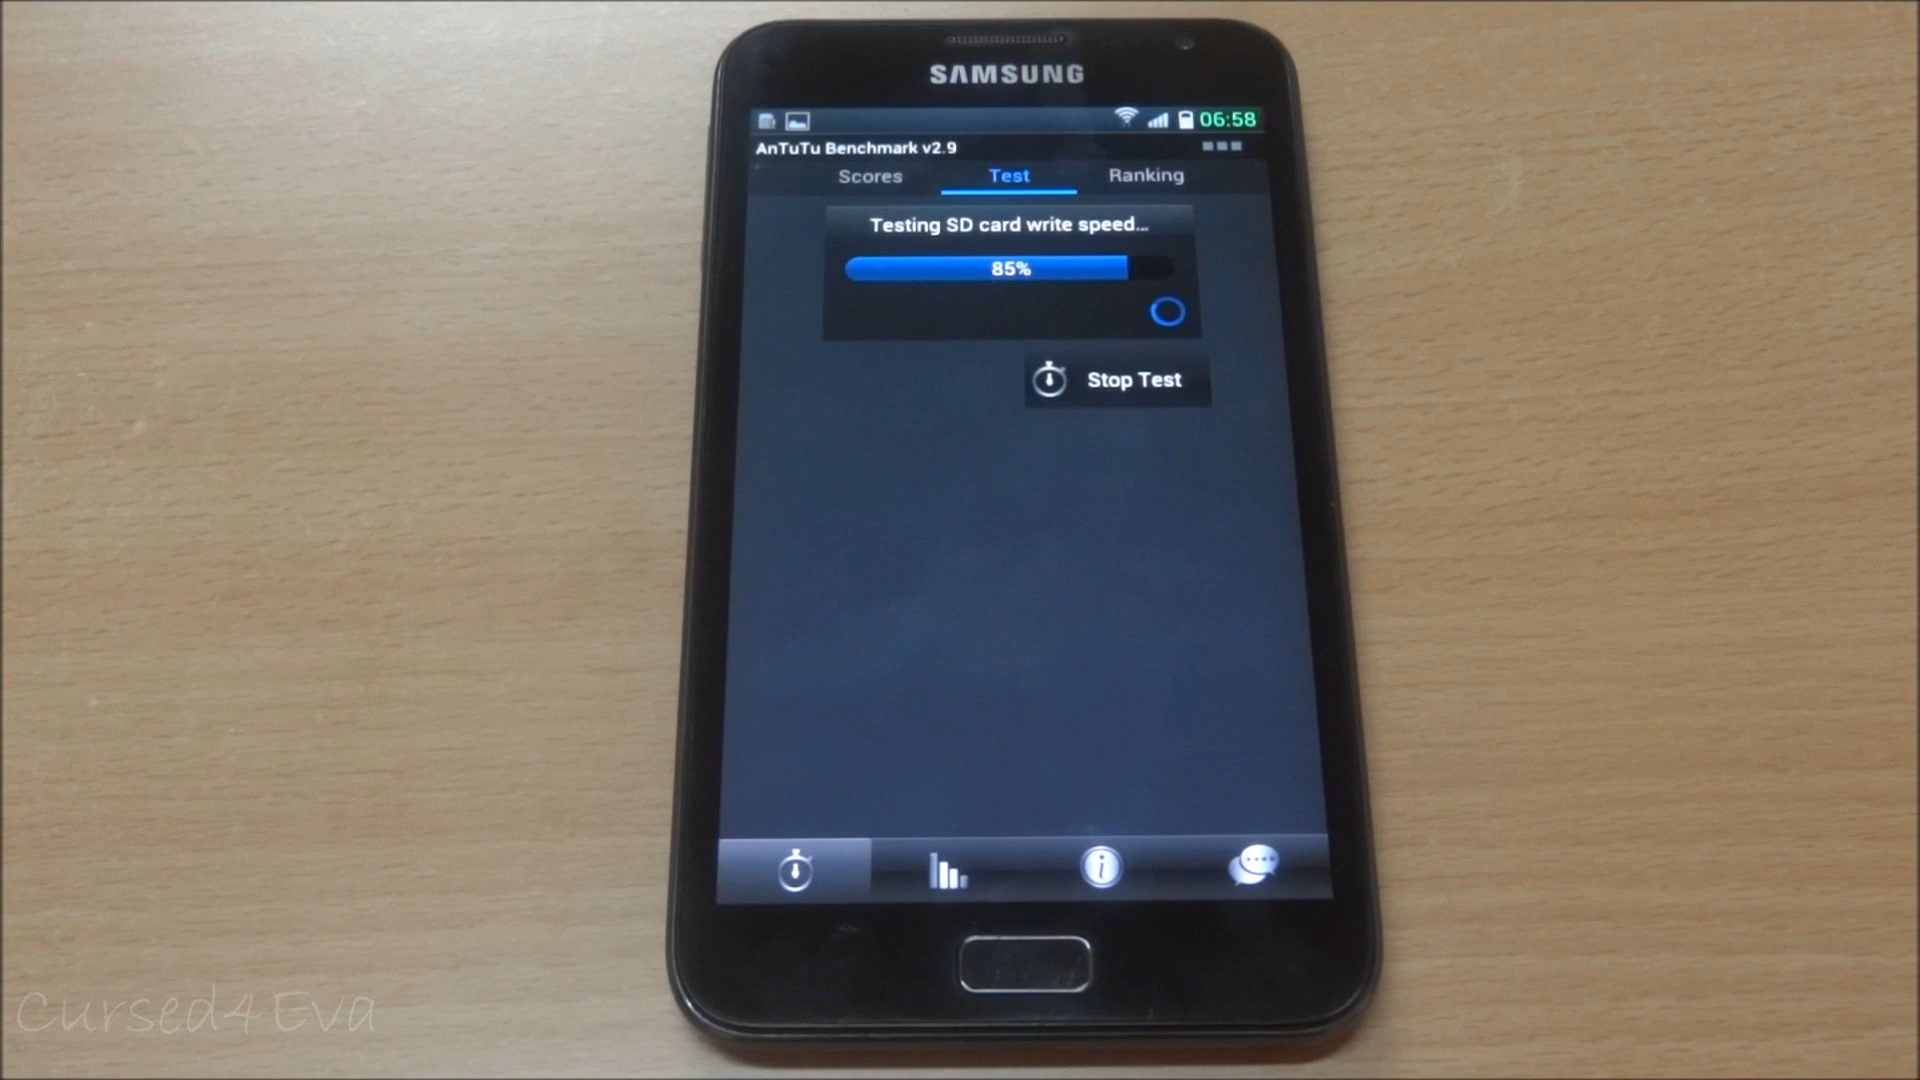 SAMSUNG
06:58
AnTuTu Benchmark v2.9
Scores Test Ranking
Testing SD card write speed...
85%
Stop Test
Cursed4Eva